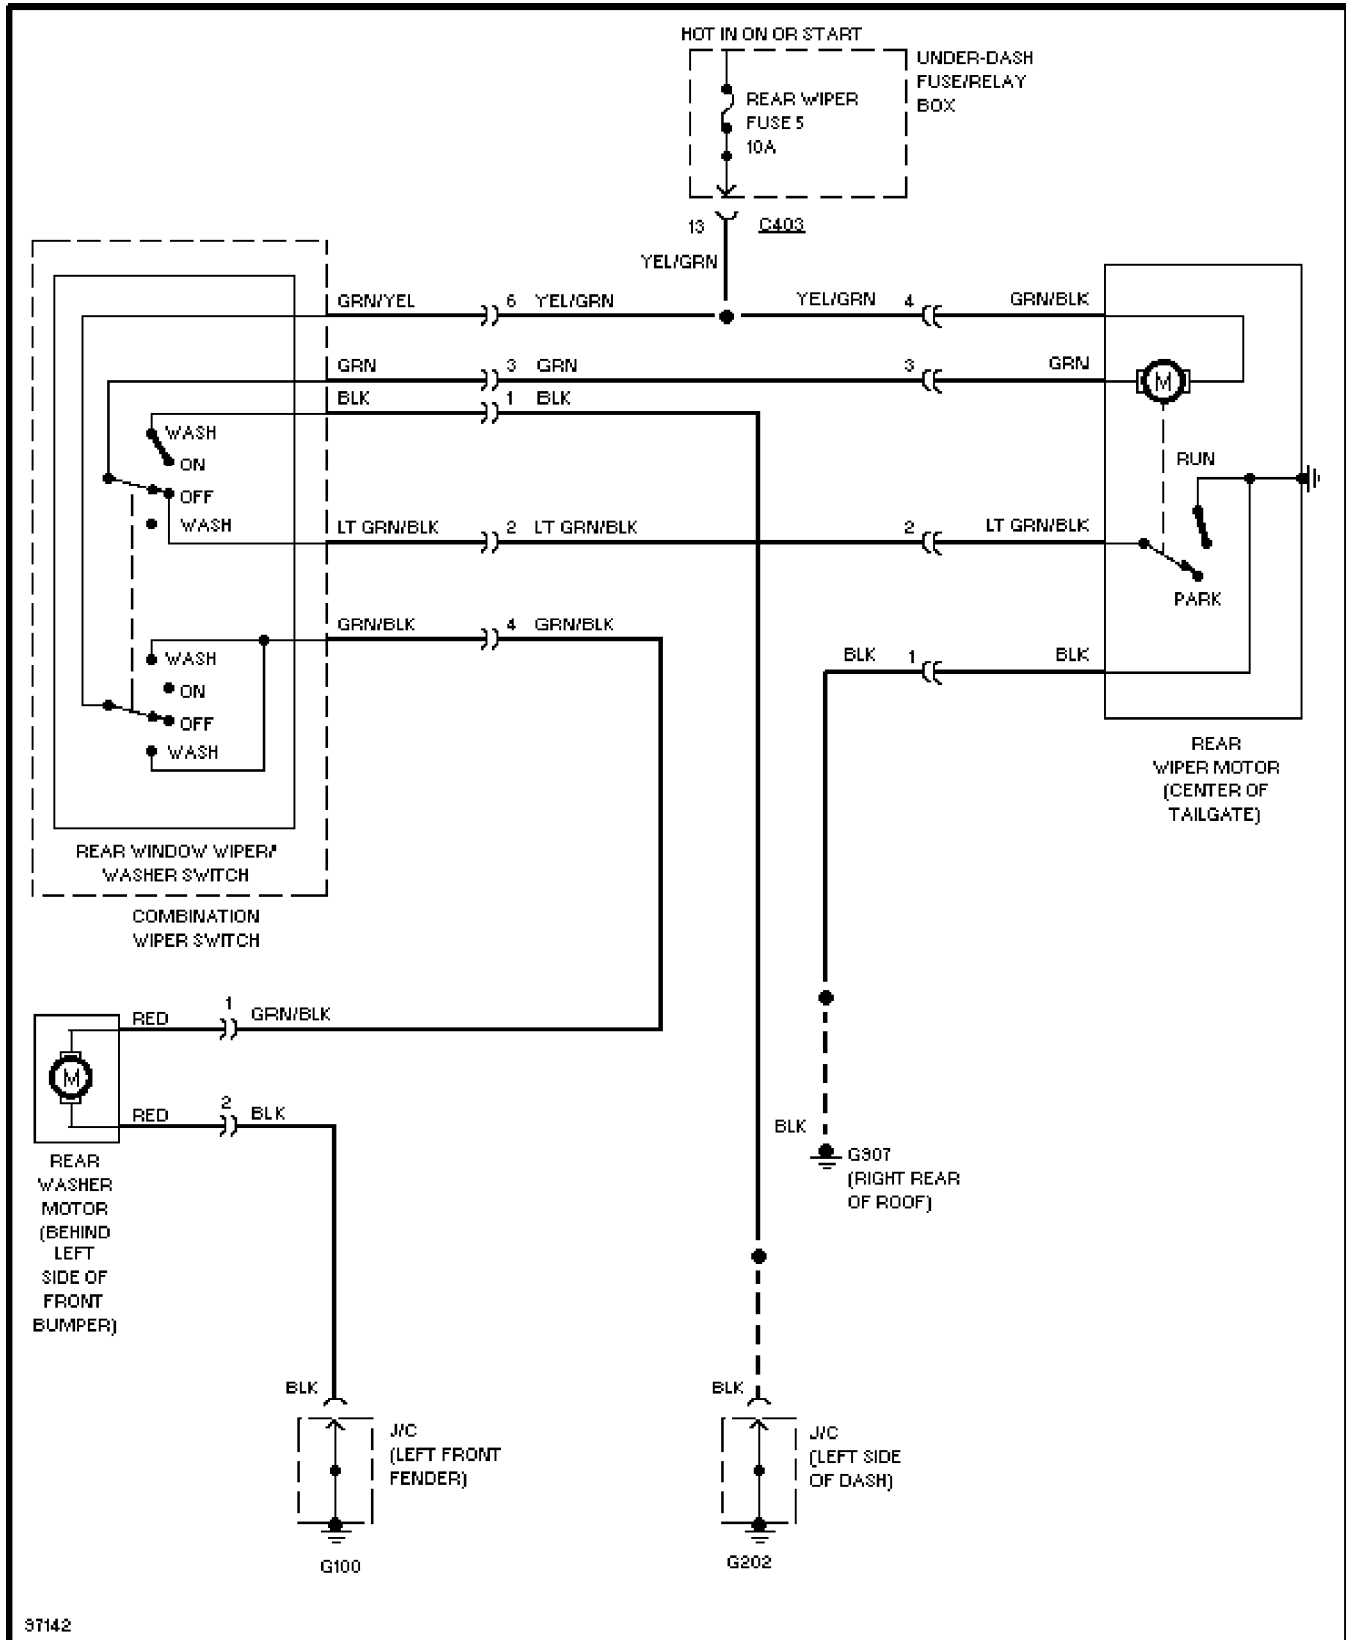 HOT IN ON OR START
UNDER-DASH
FUSE/RELAY
BOX
REAR WIPER
FUSE 5
10A
13
C403
YEL/GRN
GRN/YEL
6
YEL/GRN
YEL/GRN
4
GRN/BLK
GRN
3
GRN
3
GRN
BLK
1
BLK
M
WASH
ON
OFF
WASH
RUN
LT GRN/BLK
2
LT GRN/BLK
2
LT GRN/BLK
PARK
GRN/BLK
4
GRN/BLK
BLK
1
BLK
WASH
ON
OFF
WASH
REAR
WIPER MOTOR
(CENTER OF
TAILGATE)
REAR WINDOW WIPER/
WASHER SWITCH
COMBINATION
WIPER SWITCH
RED
1
GRN/BLK
M
RED
2
BLK
REAR
WASHER
MOTOR
(BEHIND
LEFT
SIDE OF
FRONT
BUMPER)
BLK
G907
(RIGHT REAR
OF ROOF)
BLK
J/C
(LEFT FRONT
FENDER)
G100
BLK
J/C
(LEFT SIDE
OF DASH)
G202
97142